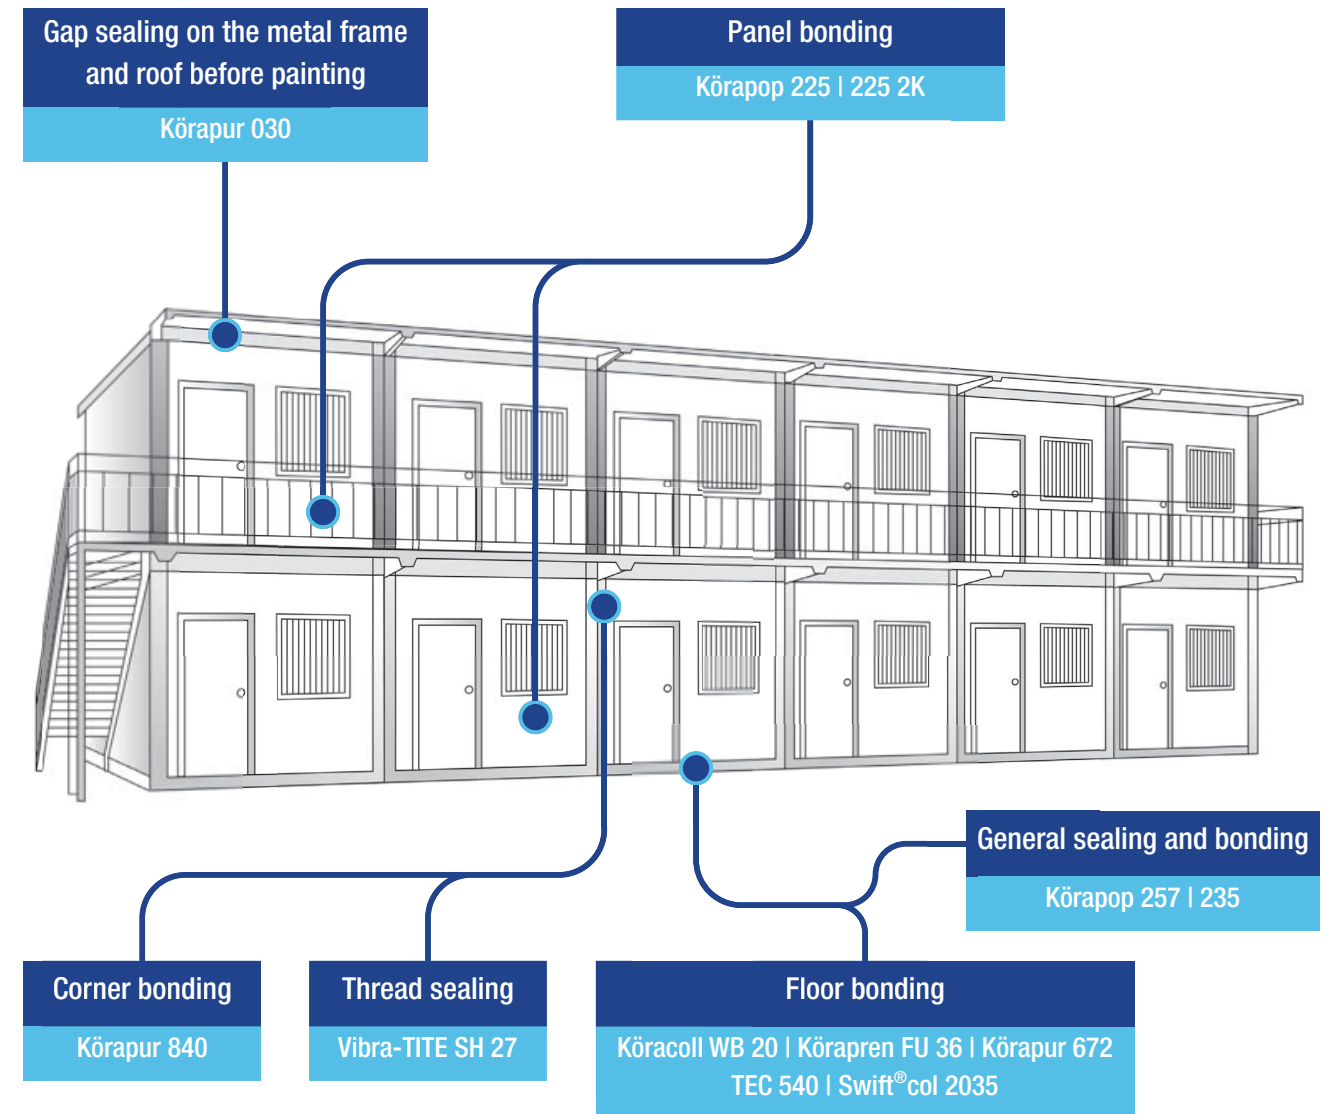 Gap sealing on the metal frame
and roof before painting
Körapur 030
Panel bonding
Körapop 225 | 225 2K
General sealing and bonding
Körapop 257 | 235
Corner bonding
Körapur 840
Thread sealing
Vibra-TITE SH 27
Floor bonding
Köracoll WB 20 | Körapren FU 36 | Körapur 672
TEC 540 | Swift®col 2035